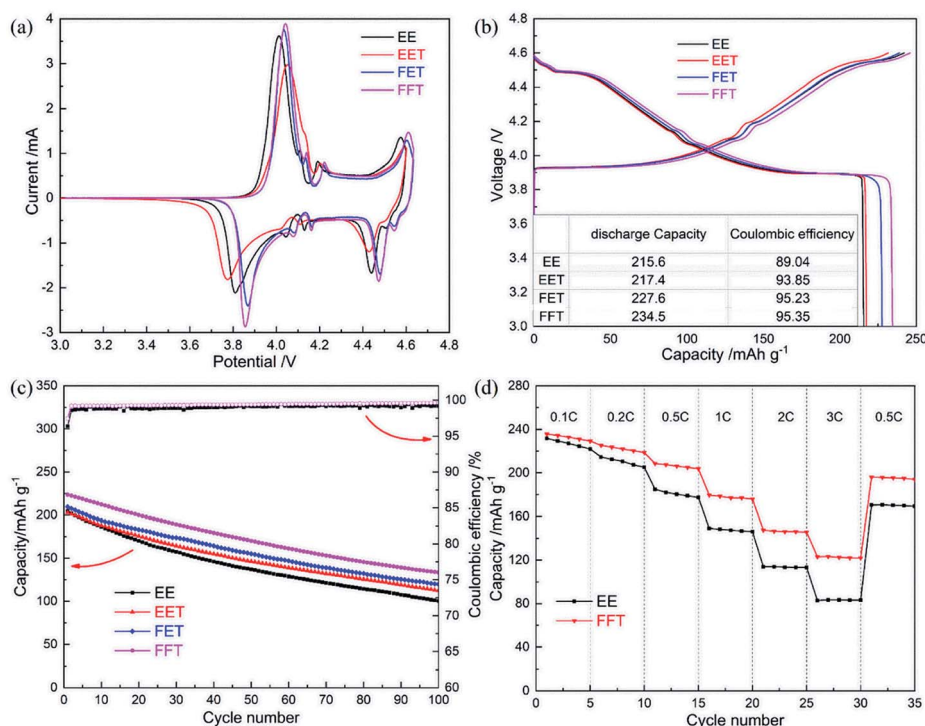 (a)
4
3
2
1
0
-1
-2
-3
3.0 3.2 3.4 3.6 3.8 4.0 4.2 4.4 4.6 4.8
Current /mA
Potential /V
EE
EET
FET
FFT
(b)
4.8
4.6
4.4
4.2
4.0
3.8
3.6
3.4
3.2
3.0
0 50 100 150 200 250
Voltage /V
Capacity /mAh g-1
EE
EET
FET
FFT
discharge Capacity Coulombic efficiency
EE 215.6 89.04
EET 217.4 93.85
FET 227.6 95.23
FFT 234.5 95.35
(c)
350
300
250
200
150
100
50
0
0 10 20 30 40 50 60 70 80 90 100
Capacity/mAh g-1
Cycle number
100
95
90
85
80
75
70
65
60
Coulombic efficiency /%
EE
EET
FET
FFT
(d)
280
240
200
160
120
80
40
0
0 5 10 15 20 25 30 35
Capacity /mAh g-1
Cycle number
0.1C 0.2C 0.5C 1C 2C 3C 0.5C
EE
FFT